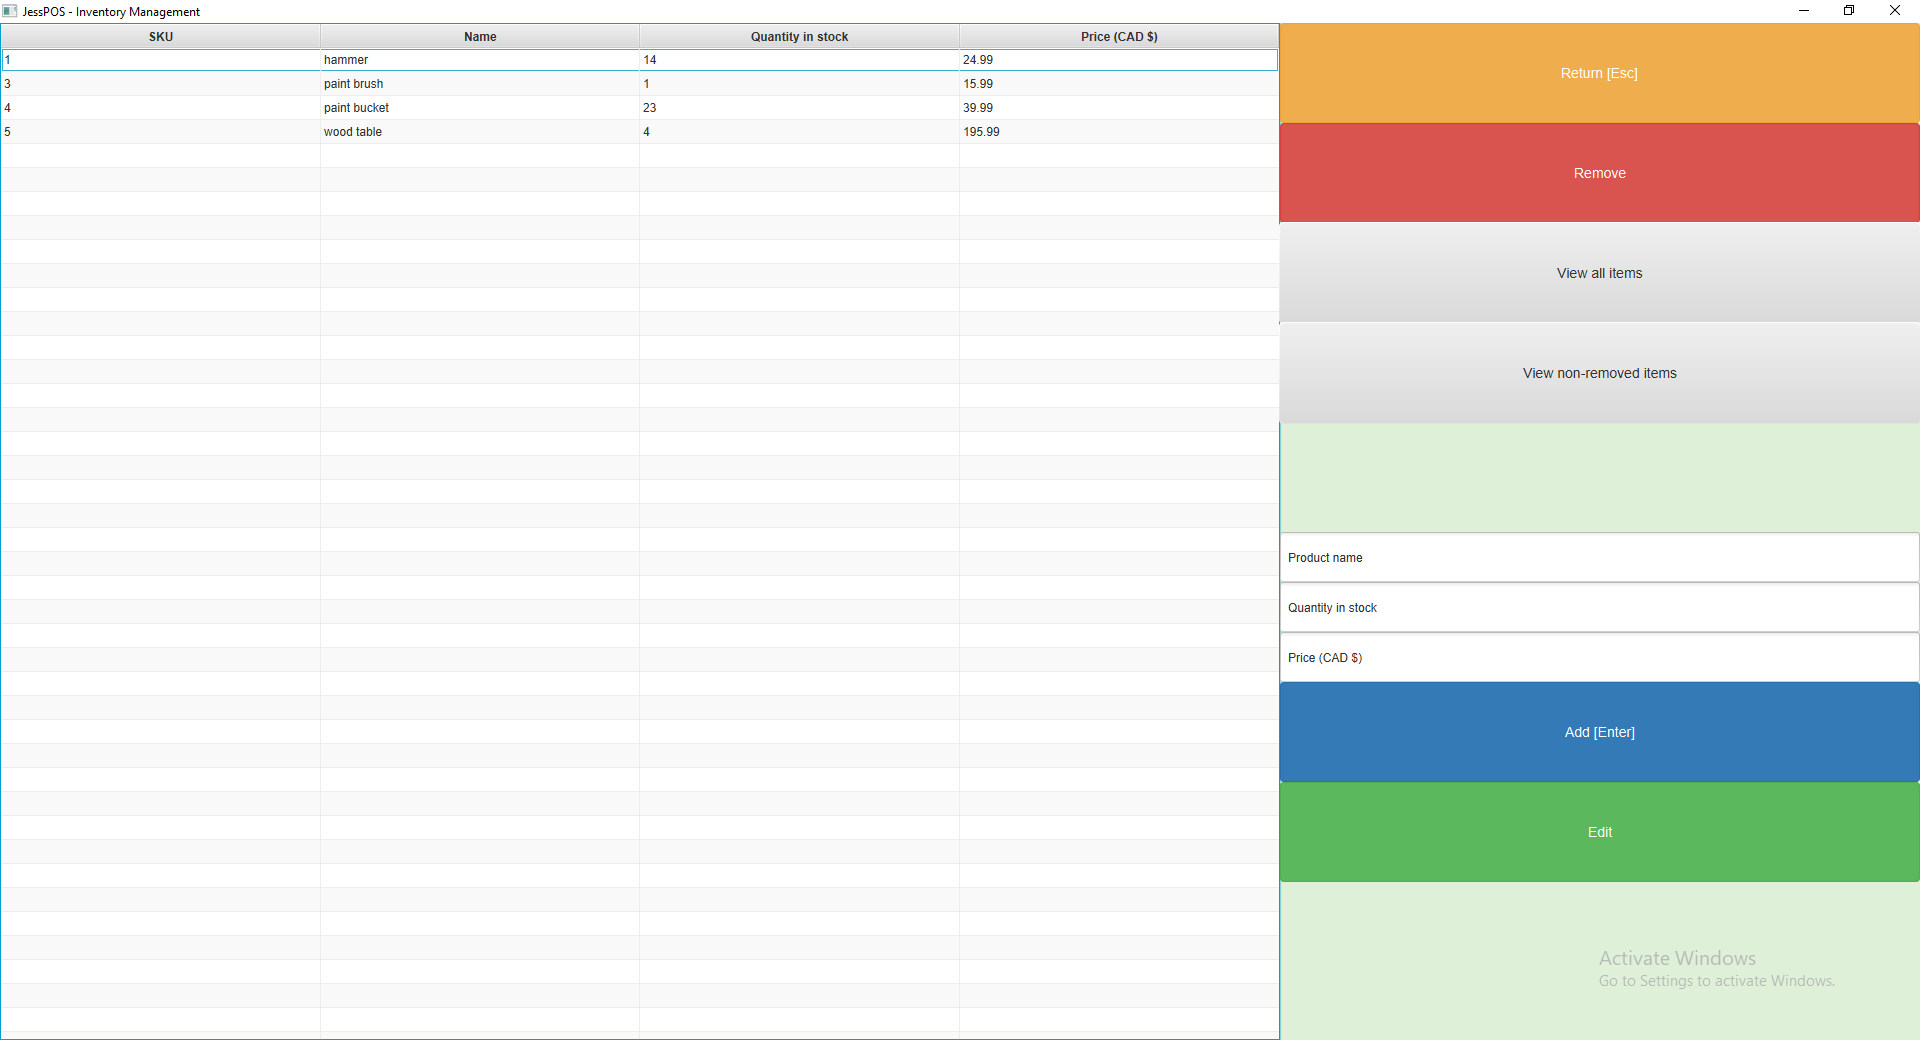 JessPOS - Inventory Management
SKU Name Quantity in stock Price (CAD $)
1 hammer 14 24.99
3 paint brush 1 15.99
4 paint bucket 23 39.99
5 wood table 4 195.99
Return [Esc]
Remove
View all items
View non-removed items
Product name
Quantity in stock
Price (CAD $)
Add [Enter]
Edit
Activate Windows
Go to Settings to activate Windows.